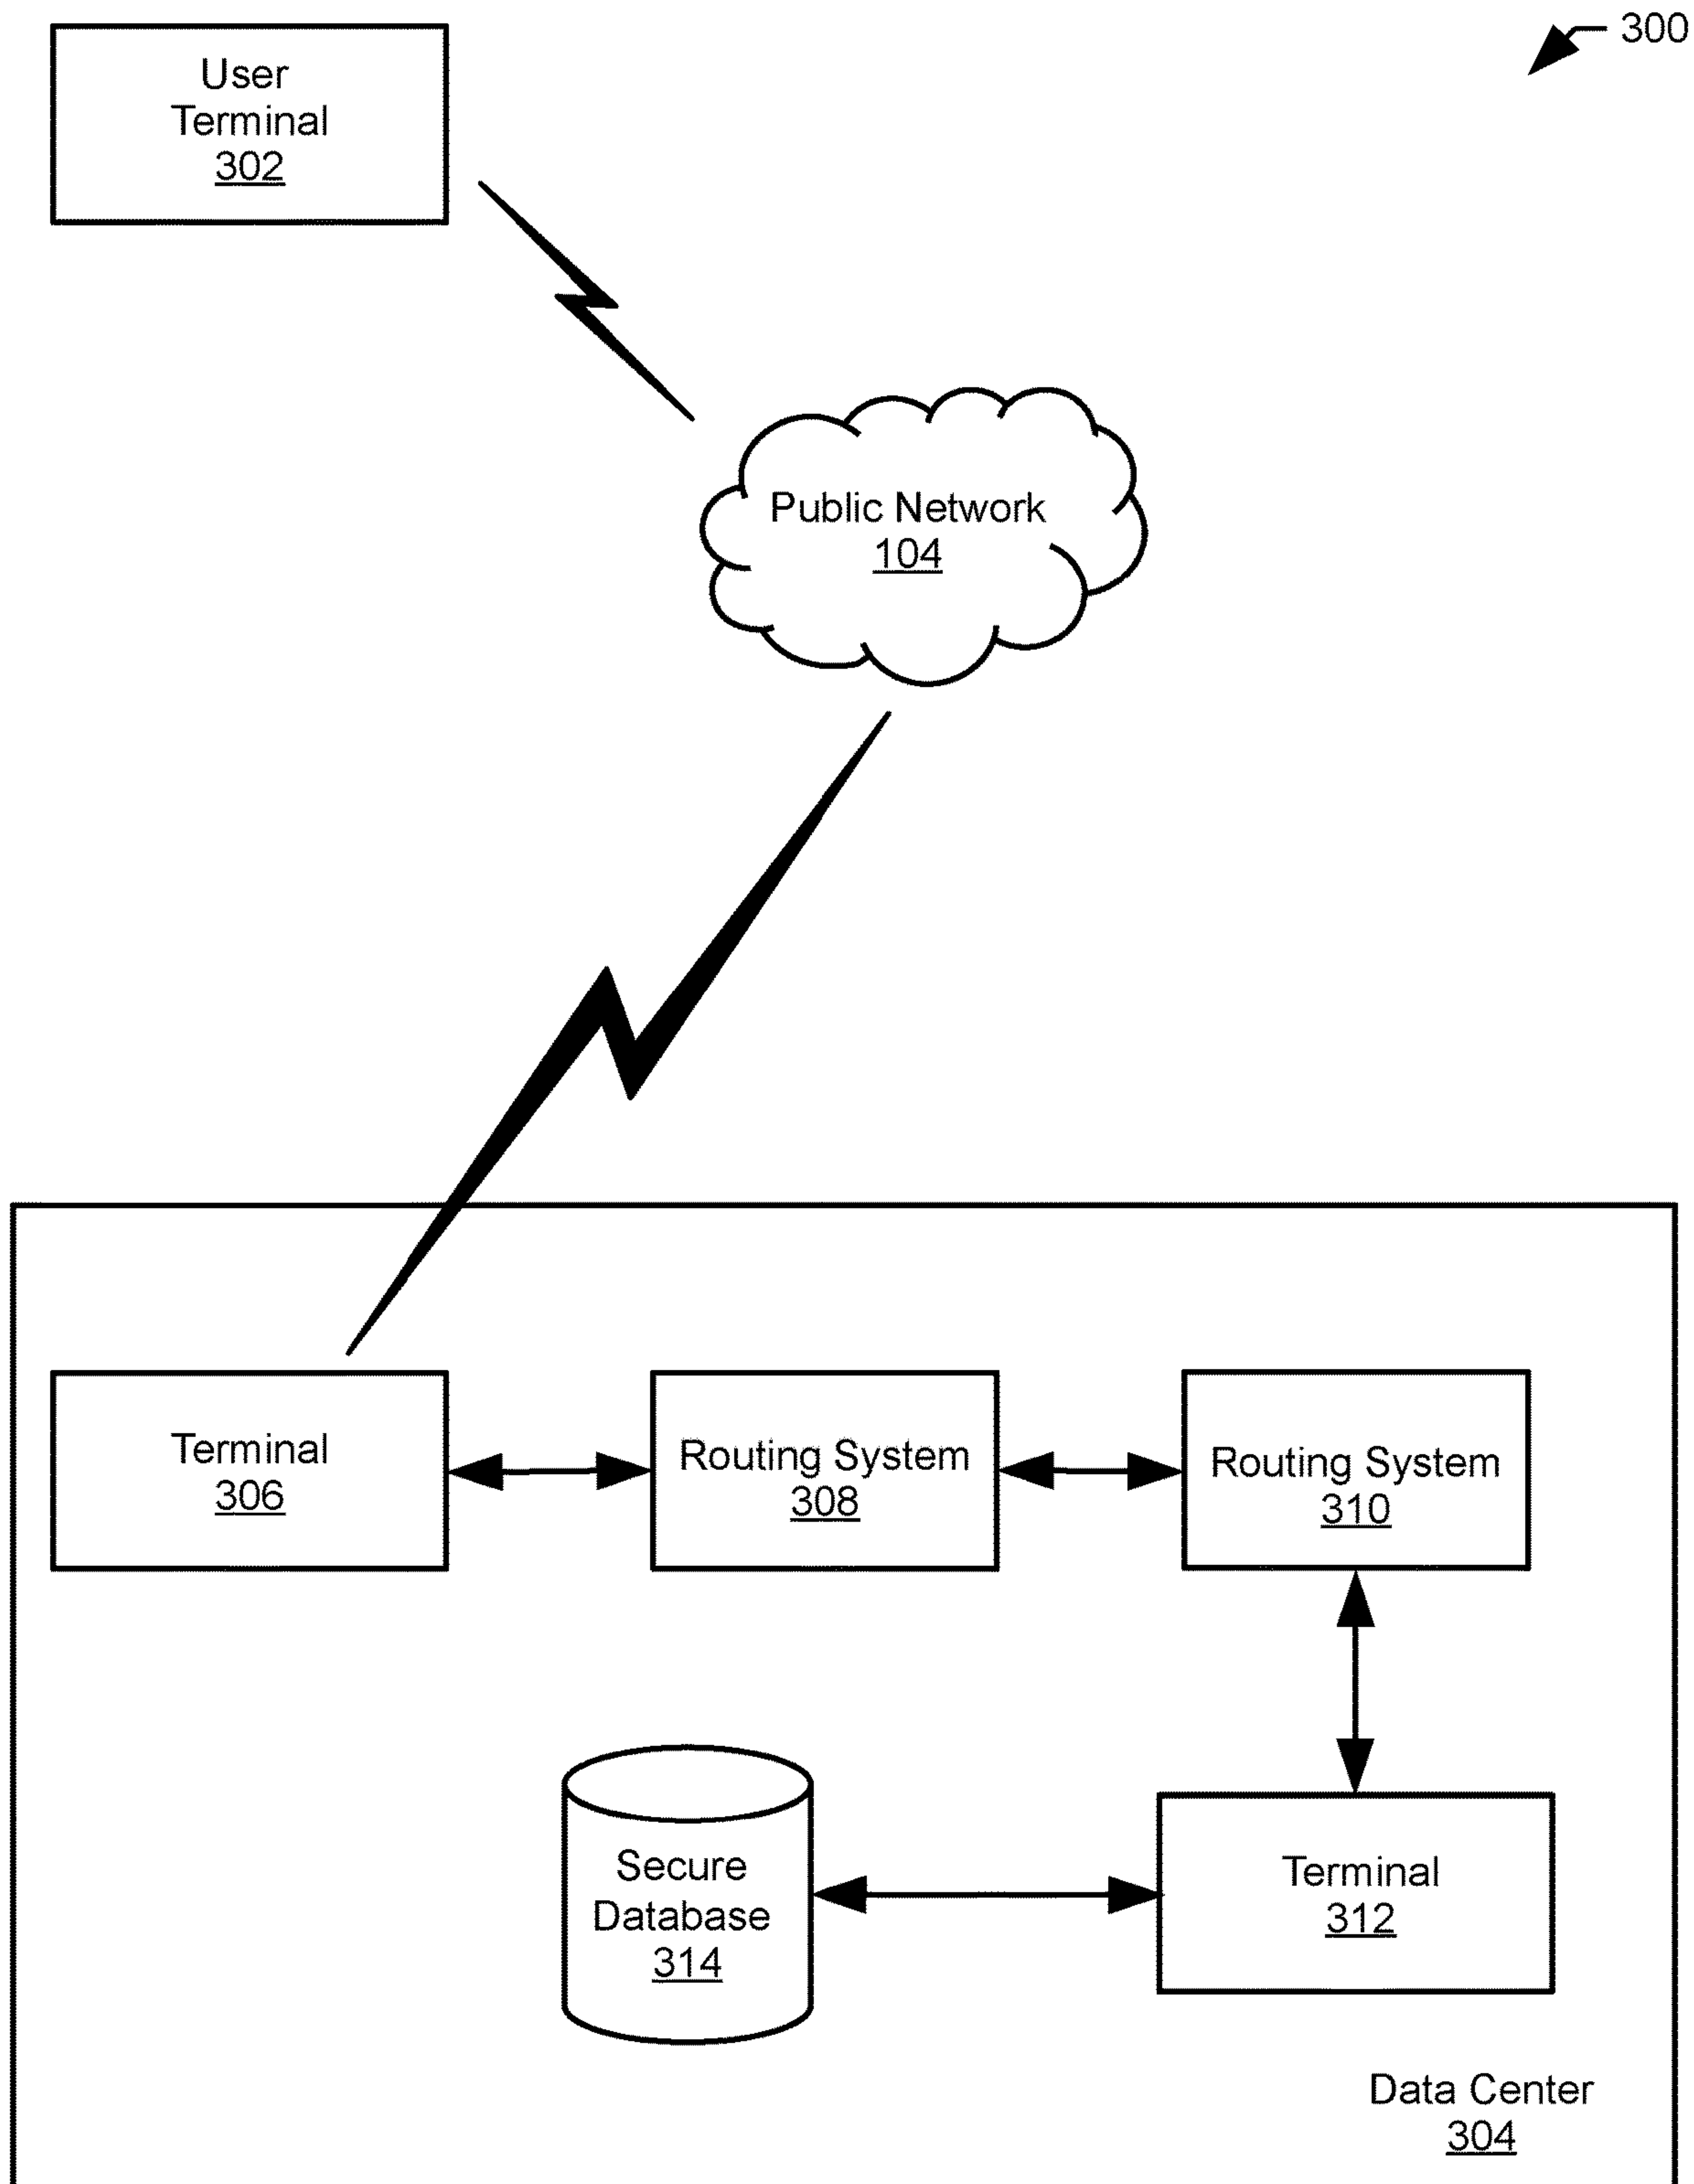 300
User
Terminal
302
Public Network
104
Terminal
306
Routing System
308
Routing System
310
Secure
Database
314
Terminal
312
Data Center
304